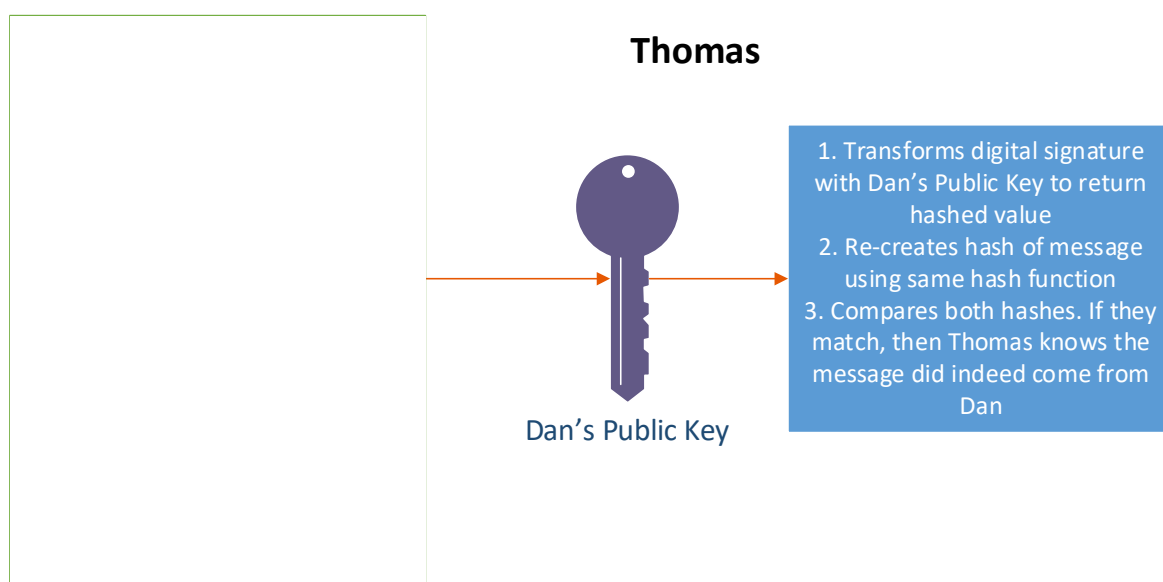 Thomas
1. Transforms digital signature
with Dan’s Public Key to return
hashed value
2. Re-creates hash of message
using same hash function
3. Compares both hashes. If they
match, then Thomas knows the
message did indeed come from
Dan
Dan’s Public Key